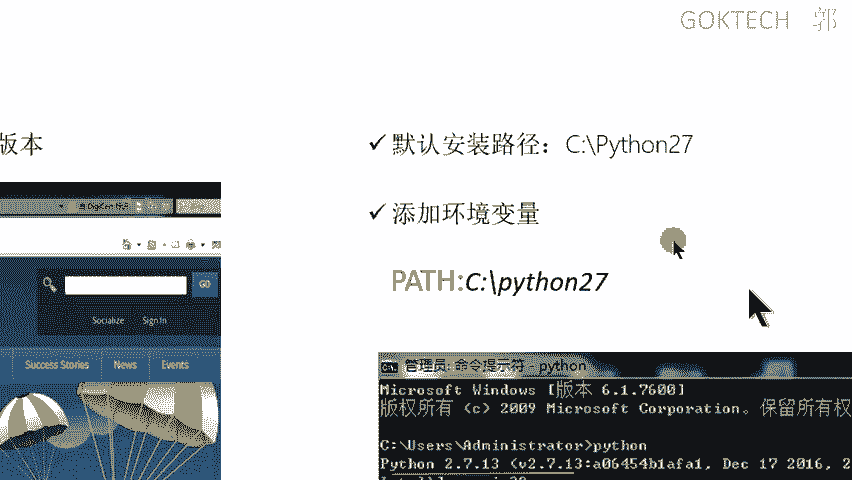 GOKTECH 郭
版本
✓ 默认安装路径：C:\Python27
✓ 添加环境变量
PATH:C:\python27
GO
Socialize Sign In
Success Stories News Events
管理员: 命令提示符 - python
Microsoft Windows [版本 6.1.7600]
版权所有 (c) 2009 Microsoft Corporation。保留所有权
C:\Users\Administrator>python
Python 2.7.13 (v2.7.13:a06454b1afa1, Dec 17 2016, 2